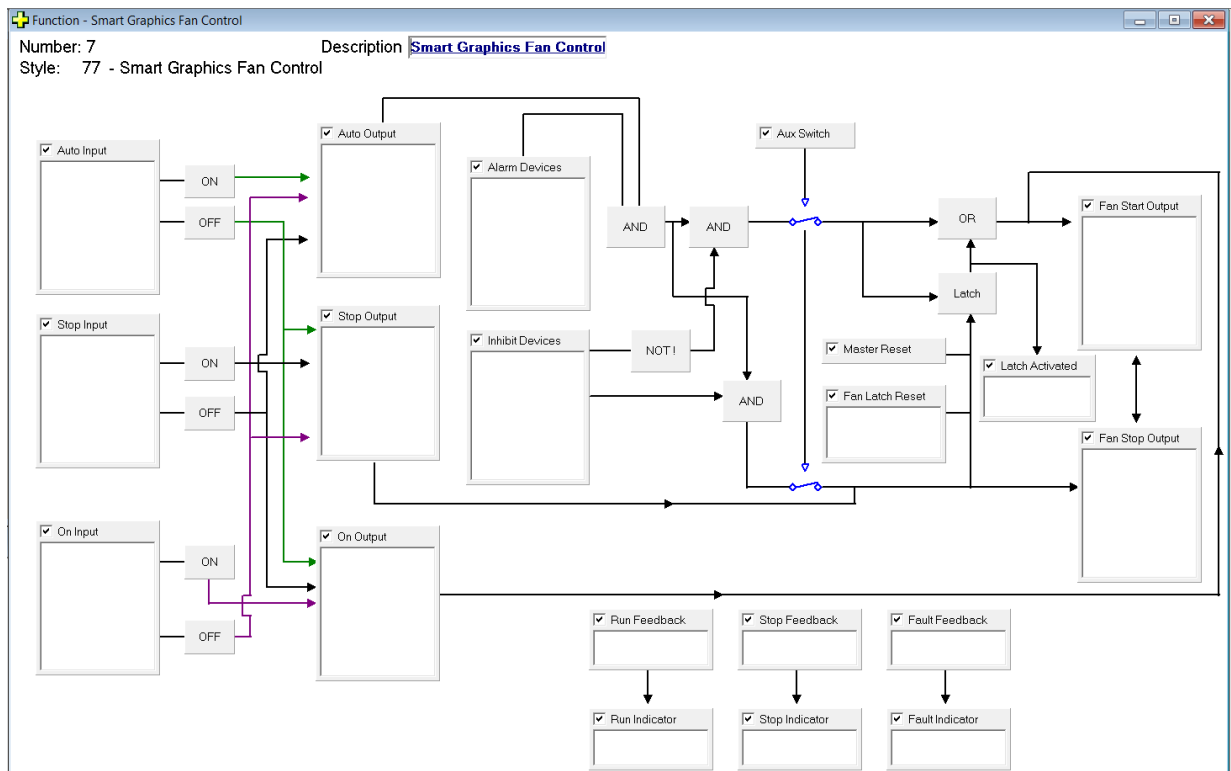 Function - Smart Graphics Fan Control
Number: 7
Description Smart Graphics Fan Control
Style: 77 - Smart Graphics Fan Control
Auto Input
ON
OFF
Auto Output
Alarm Devices
Aux Switch
AND
AND
OR
Fan Start Output
Stop Input
ON
OFF
Stop Output
Inhibit Devices
NOT !
AND
Latch
Master Reset
Fan Latch Reset
Latch Activated
Fan Stop Output
On Input
ON
OFF
On Output
Run Feedback
Stop Feedback
Fault Feedback
Run Indicator
Stop Indicator
Fault Indicator